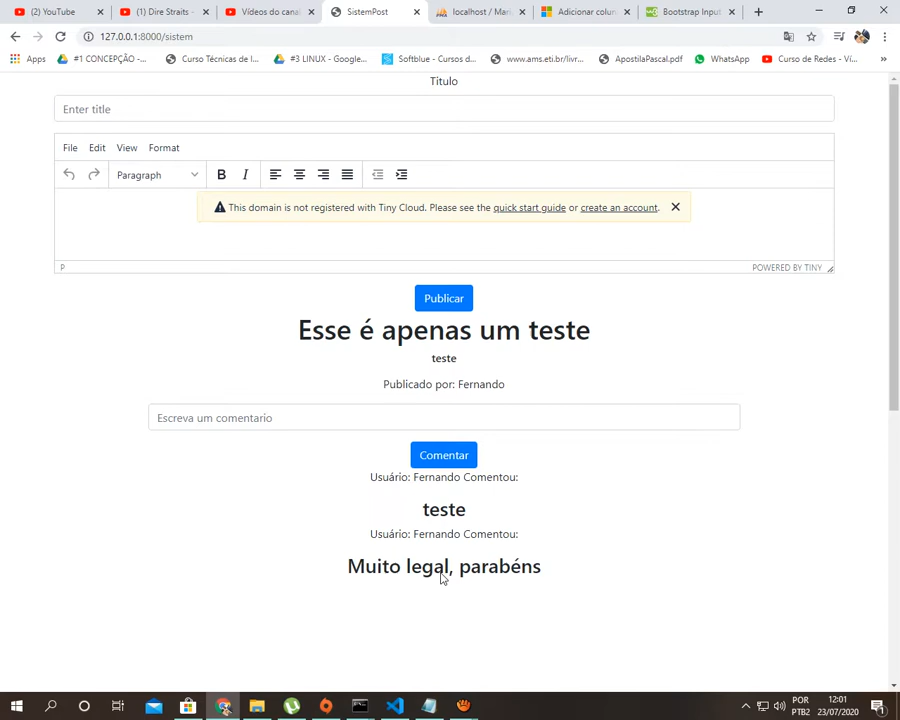 (2) YouTube
(1) Dire Straits -
Vídeos do cana
SistemPost
localhost / Mari
Adicionar colun
Bootstrap Input
127.0.0.1:8000/sistem
Apps
#1 CONCEPÇÃO -...
Curso Técnicas de I...
#3 LINUX - Google...
Softblue - Cursos d...
www.ams.eti.br/livr...
ApostilaPascal.pdf
WhatsApp
Curso de Redes - Ví...
»
Titulo
Enter title
File Edit View Format
Paragraph B I
This domain is not registered with Tiny Cloud. Please see the quick start guide or create an account.
P POWERED BY TINY
Publicar
Esse é apenas um teste
teste
Publicado por: Fernando
Escreva um comentario
Comentar
Usuário: Fernando Comentou:
teste
Usuário: Fernando Comentou:
Muito legal, parabéns
POR
PTB2
12:01
23/07/2020
1